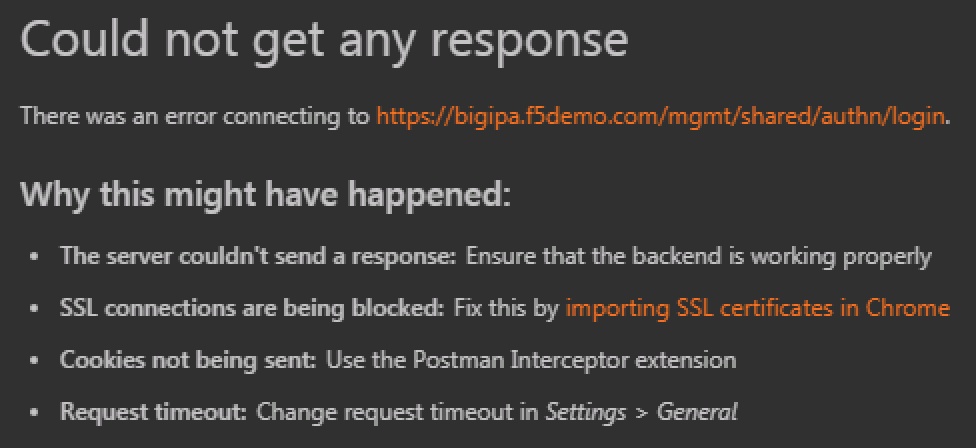 Could not get any response
There was an error connecting to https://bigipa.f5demo.com/mgmt/shared/authn/login.
Why this might have happened:
• The server couldn't send a response: Ensure that the backend is working properly
• SSL connections are being blocked: Fix this by importing SSL certificates in Chrome
• Cookies not being sent: Use the Postman Interceptor extension
• Request timeout: Change request timeout in Settings > General